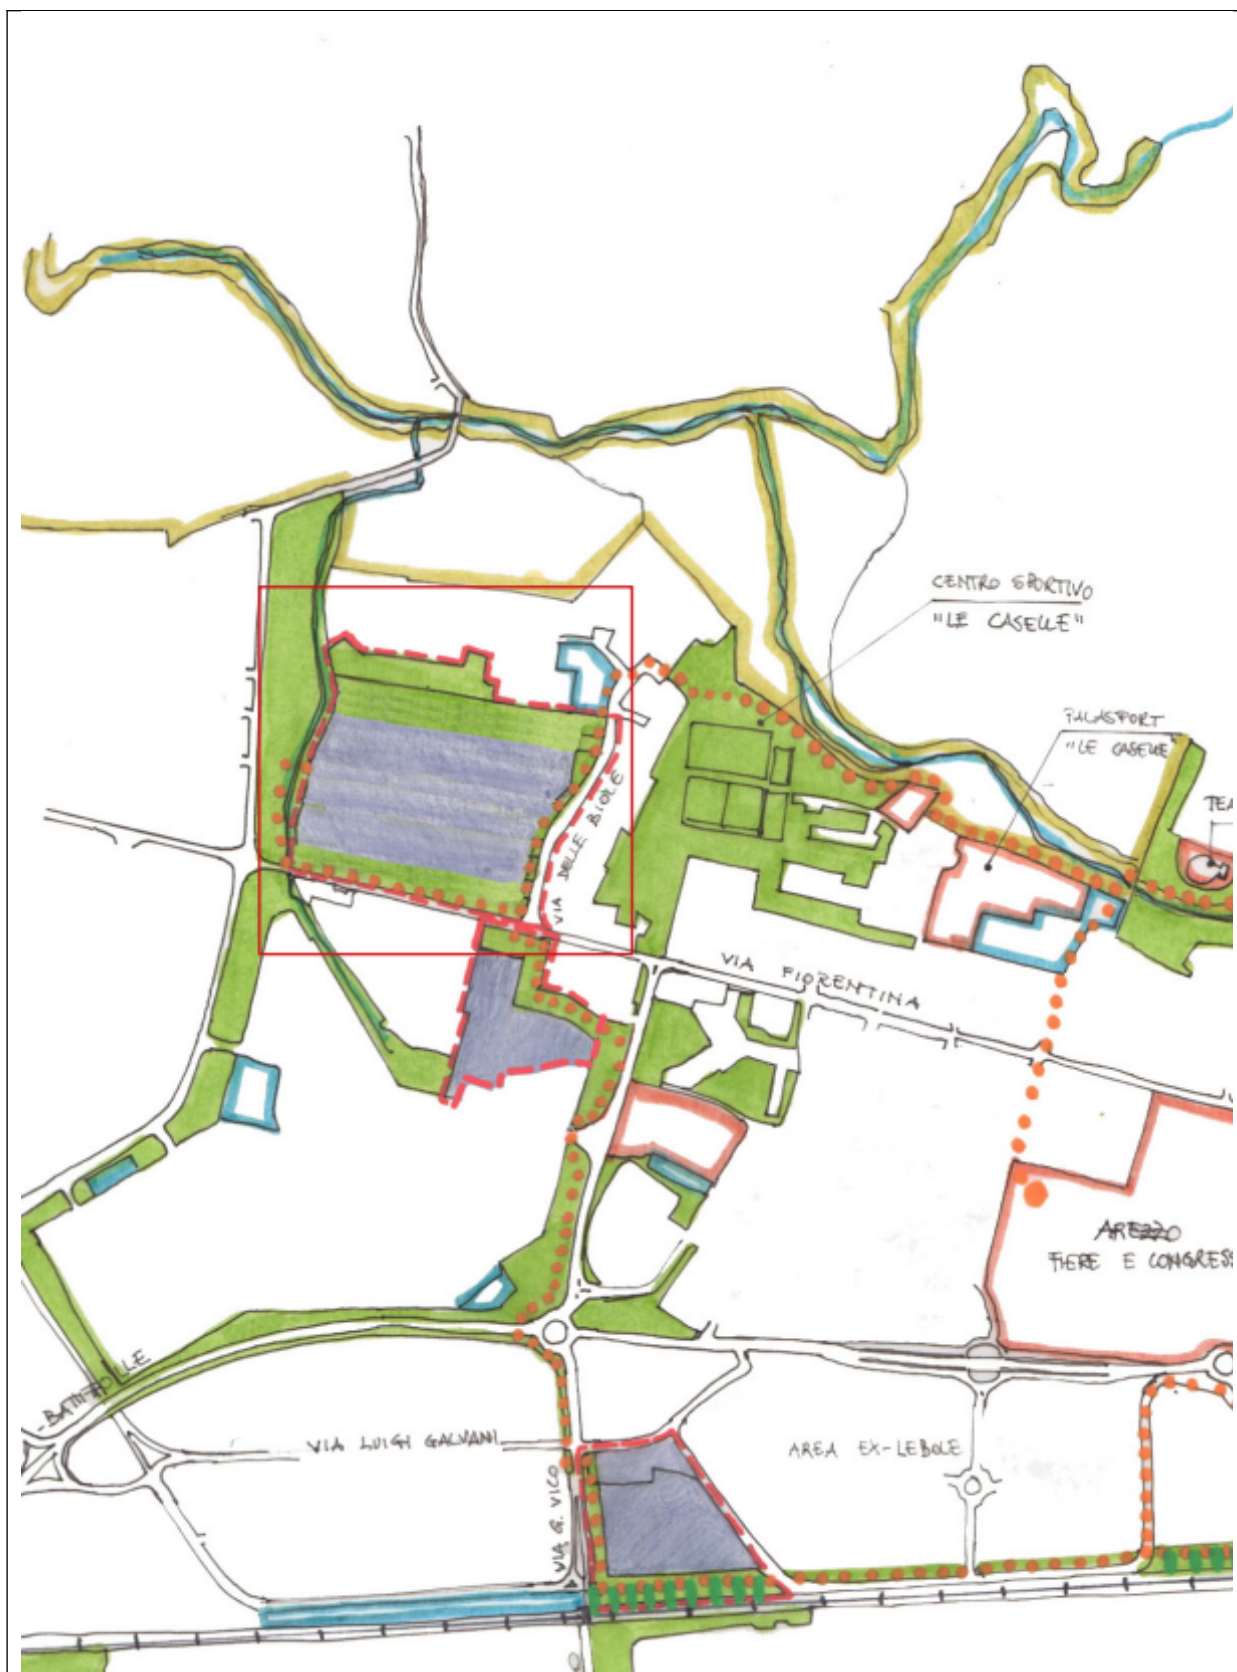 CENTRO SPORTIVO
"LE CASELLE"
PALASPORT
"LE CASELLE
TEA
VIA DELLE BIOLE
VIA FIORENTINA
AREZZO
FIERE E CONGRESS
VIA LUIGI GALVANI
VIA G. VICO
AREA EX-LEBOLE